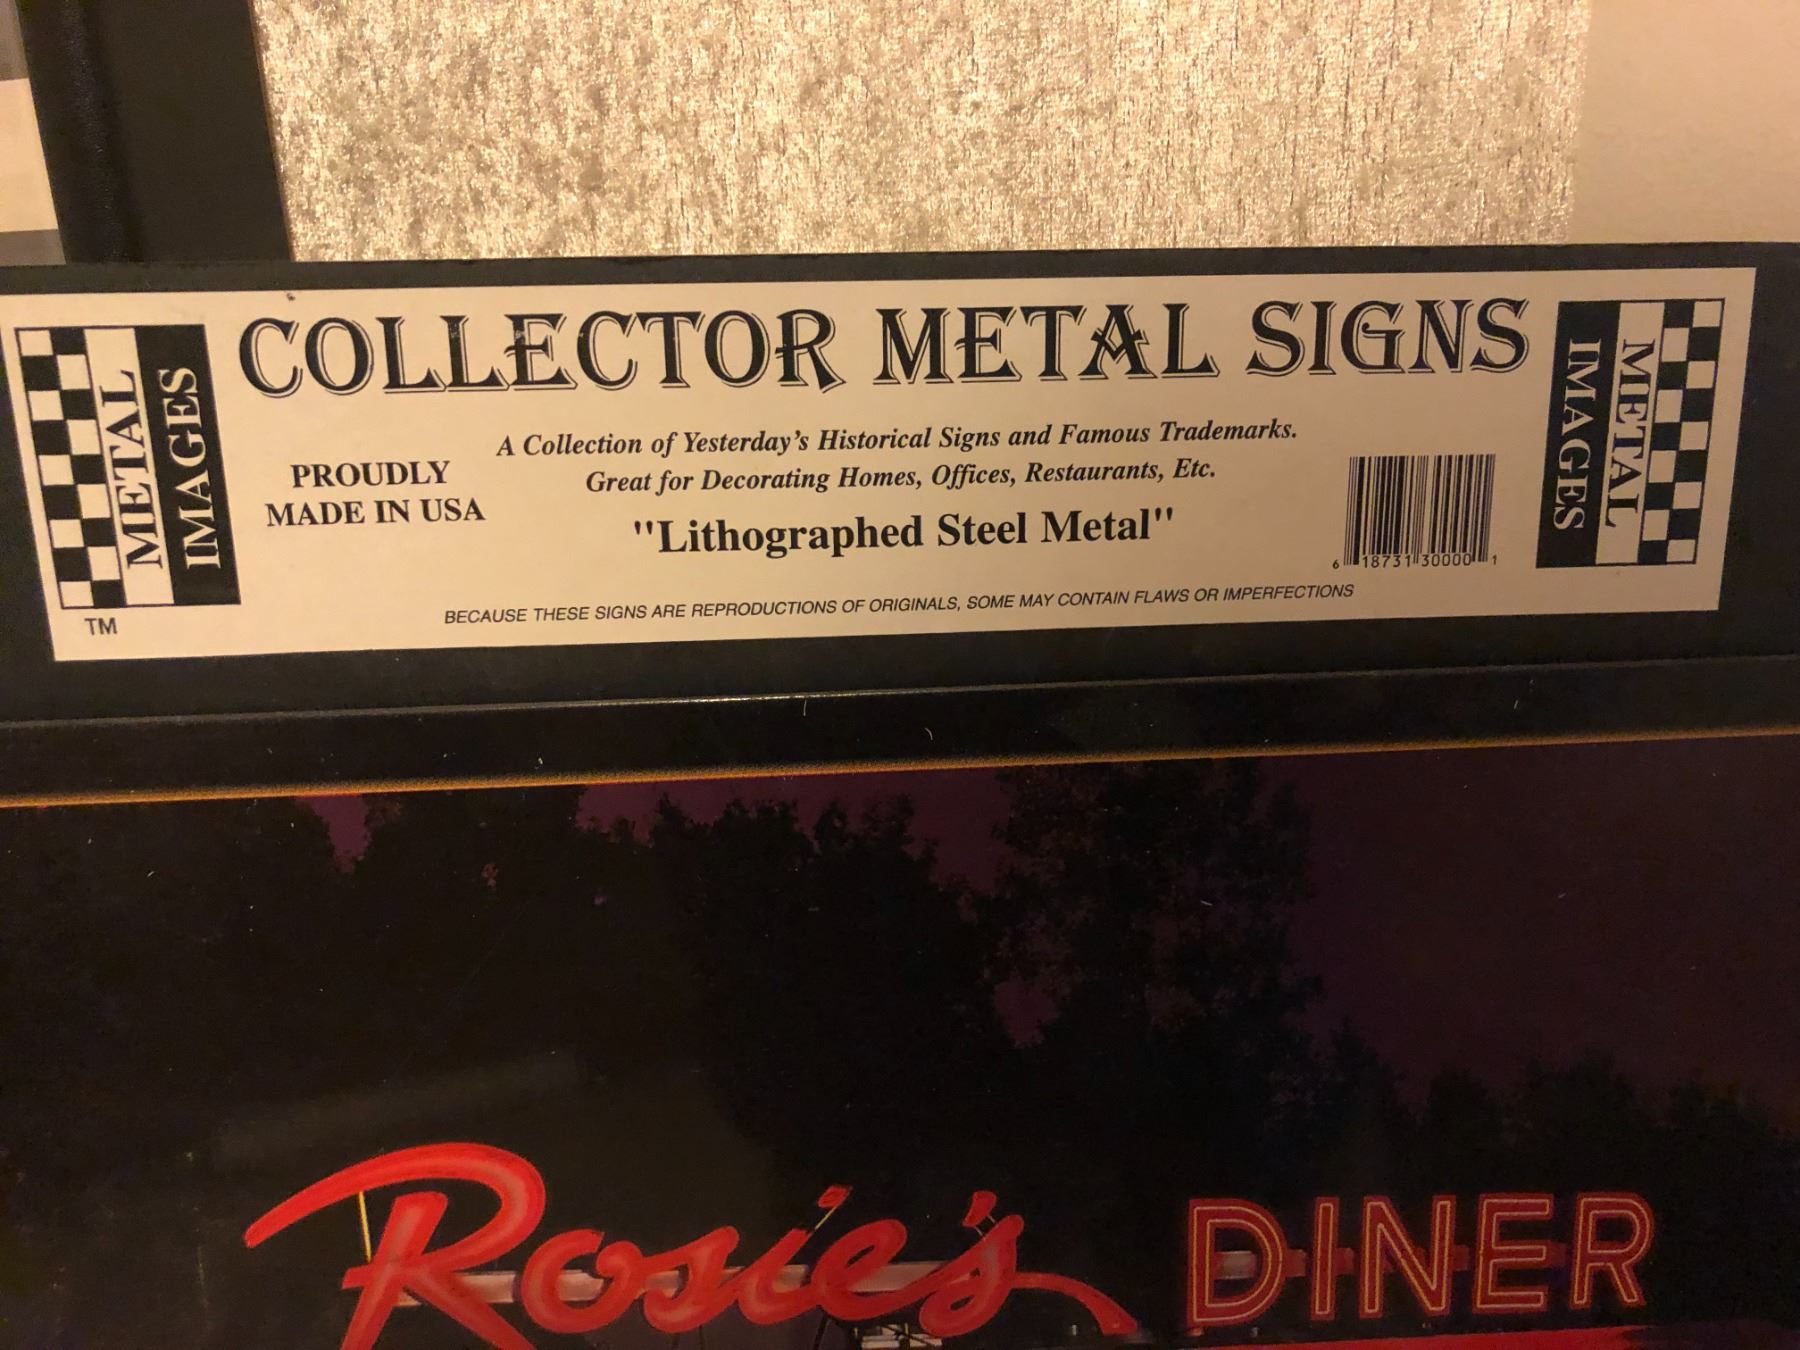 COLLECTOR METAL SIGNS
METAL
IMAGES
TM
PROUDLY
MADE IN USA
A Collection of Yesterday's Historical Signs and Famous Trademarks.
Great for Decorating Homes, Offices, Restaurants, Etc.
"Lithographed Steel Metal"
6 18731 30000 1
METAL
IMAGES
BECAUSE THESE SIGNS ARE REPRODUCTIONS OF ORIGINALS, SOME MAY CONTAIN FLAWS OR IMPERFECTIONS
Rosie's DINER